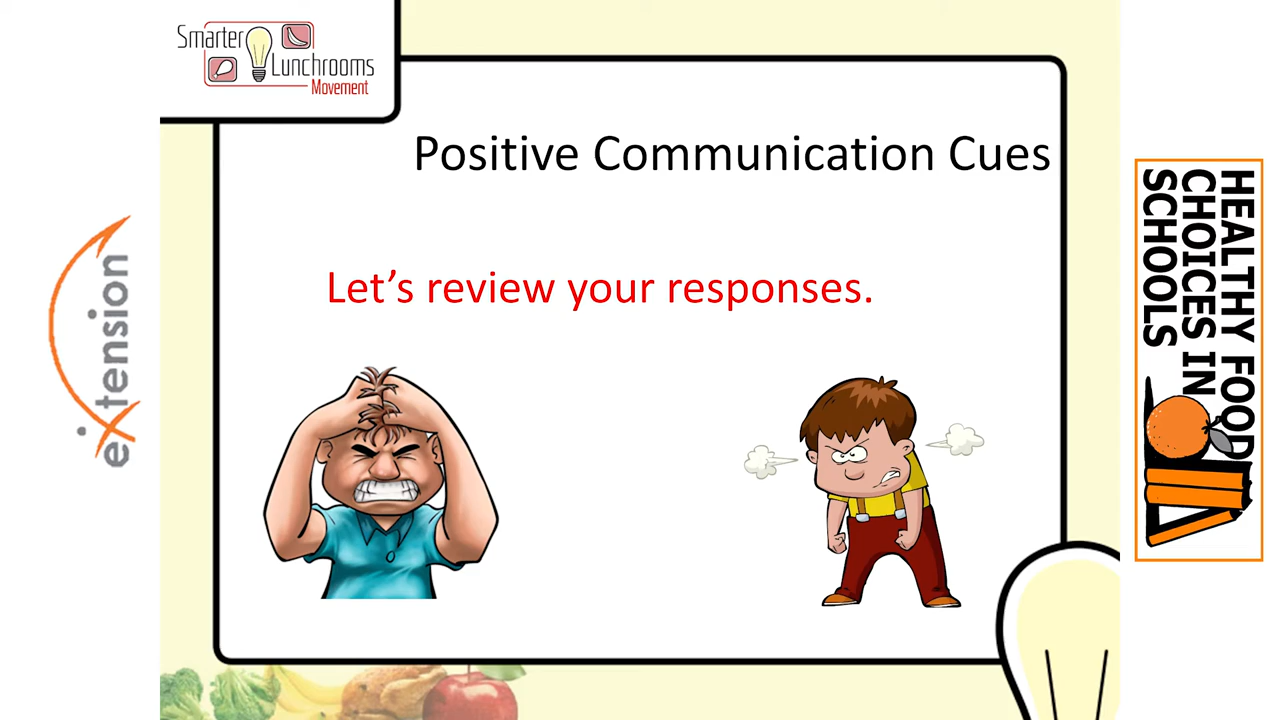 Smarter
Lunchrooms
Movement
Positive Communication Cues
Let's review your responses.
eXtension
HEALTHY FOOD
CHOICES IN
SCHOOLS